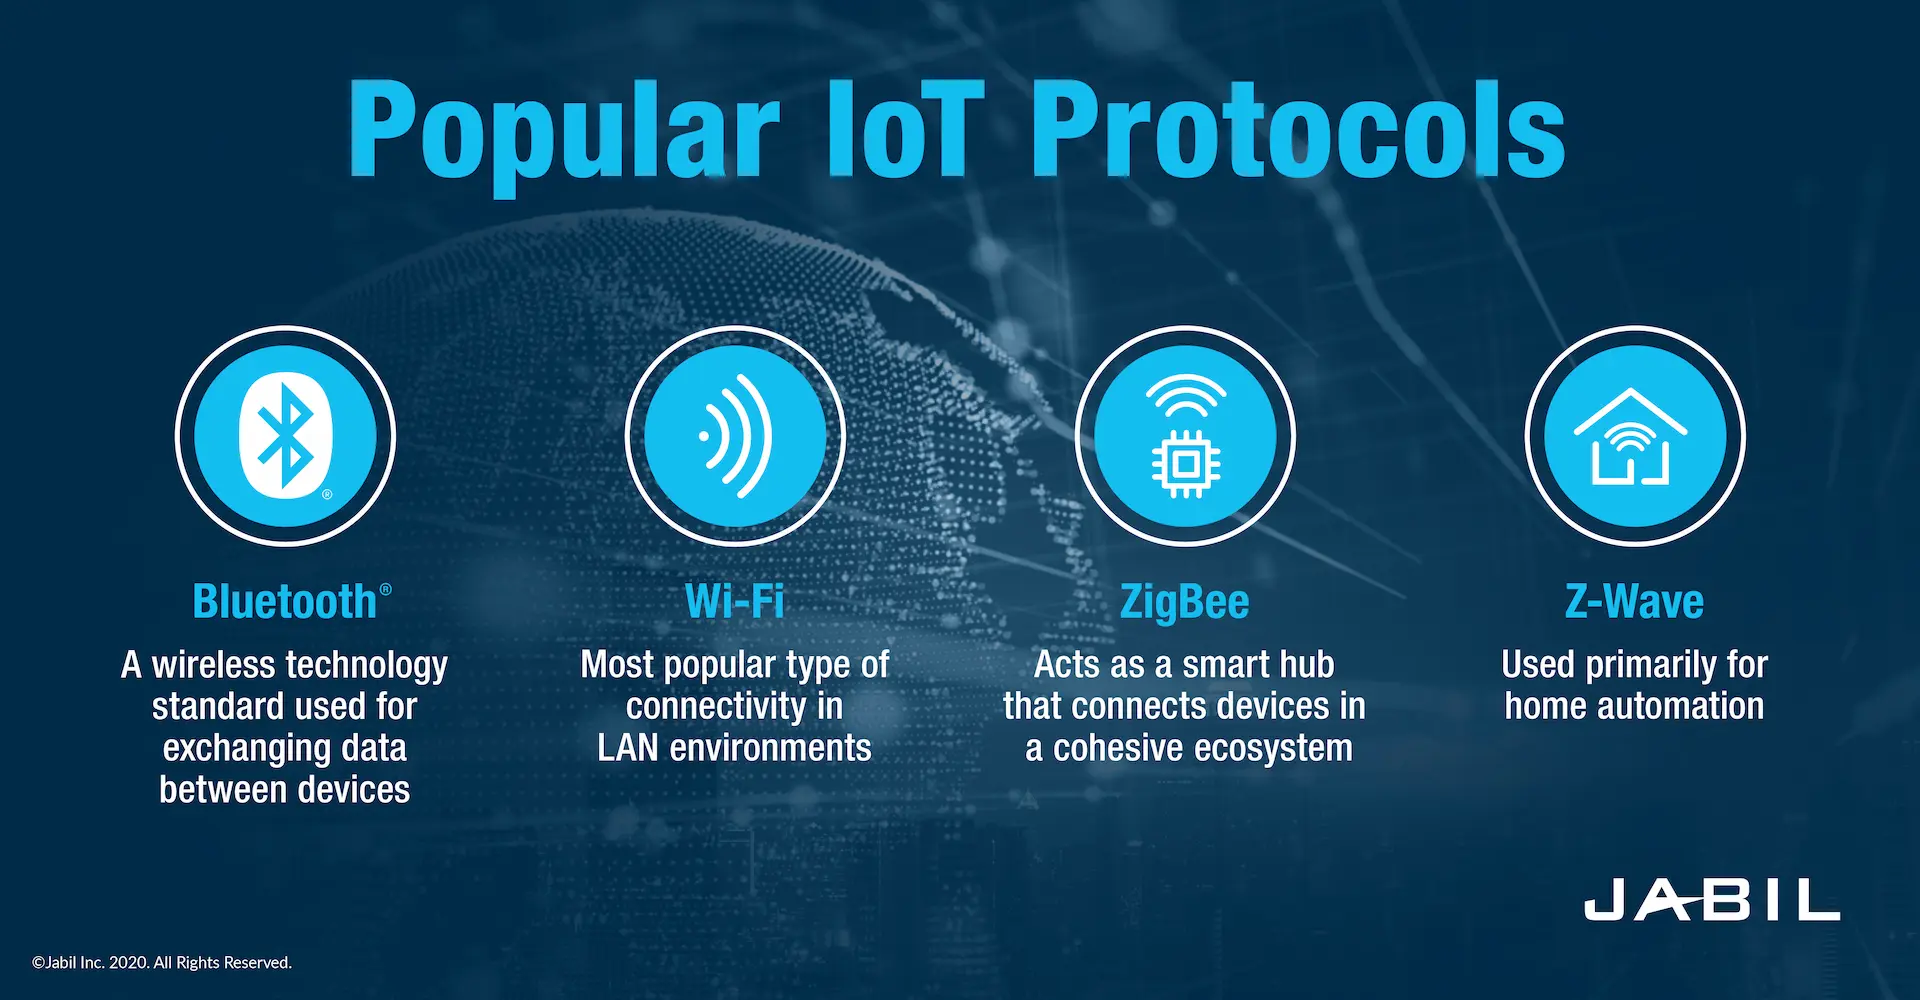 Popular IoT Protocols
®
Bluetooth®
A wireless technology
standard used for
exchanging data
between devices
Wi-Fi
Most popular type of
connectivity in
LAN environments
ZigBee
Acts as a smart hub
that connects devices in
a cohesive ecosystem
Z-Wave
Used primarily for
home automation
JABIL
©Jabil Inc. 2020. All Rights Reserved.